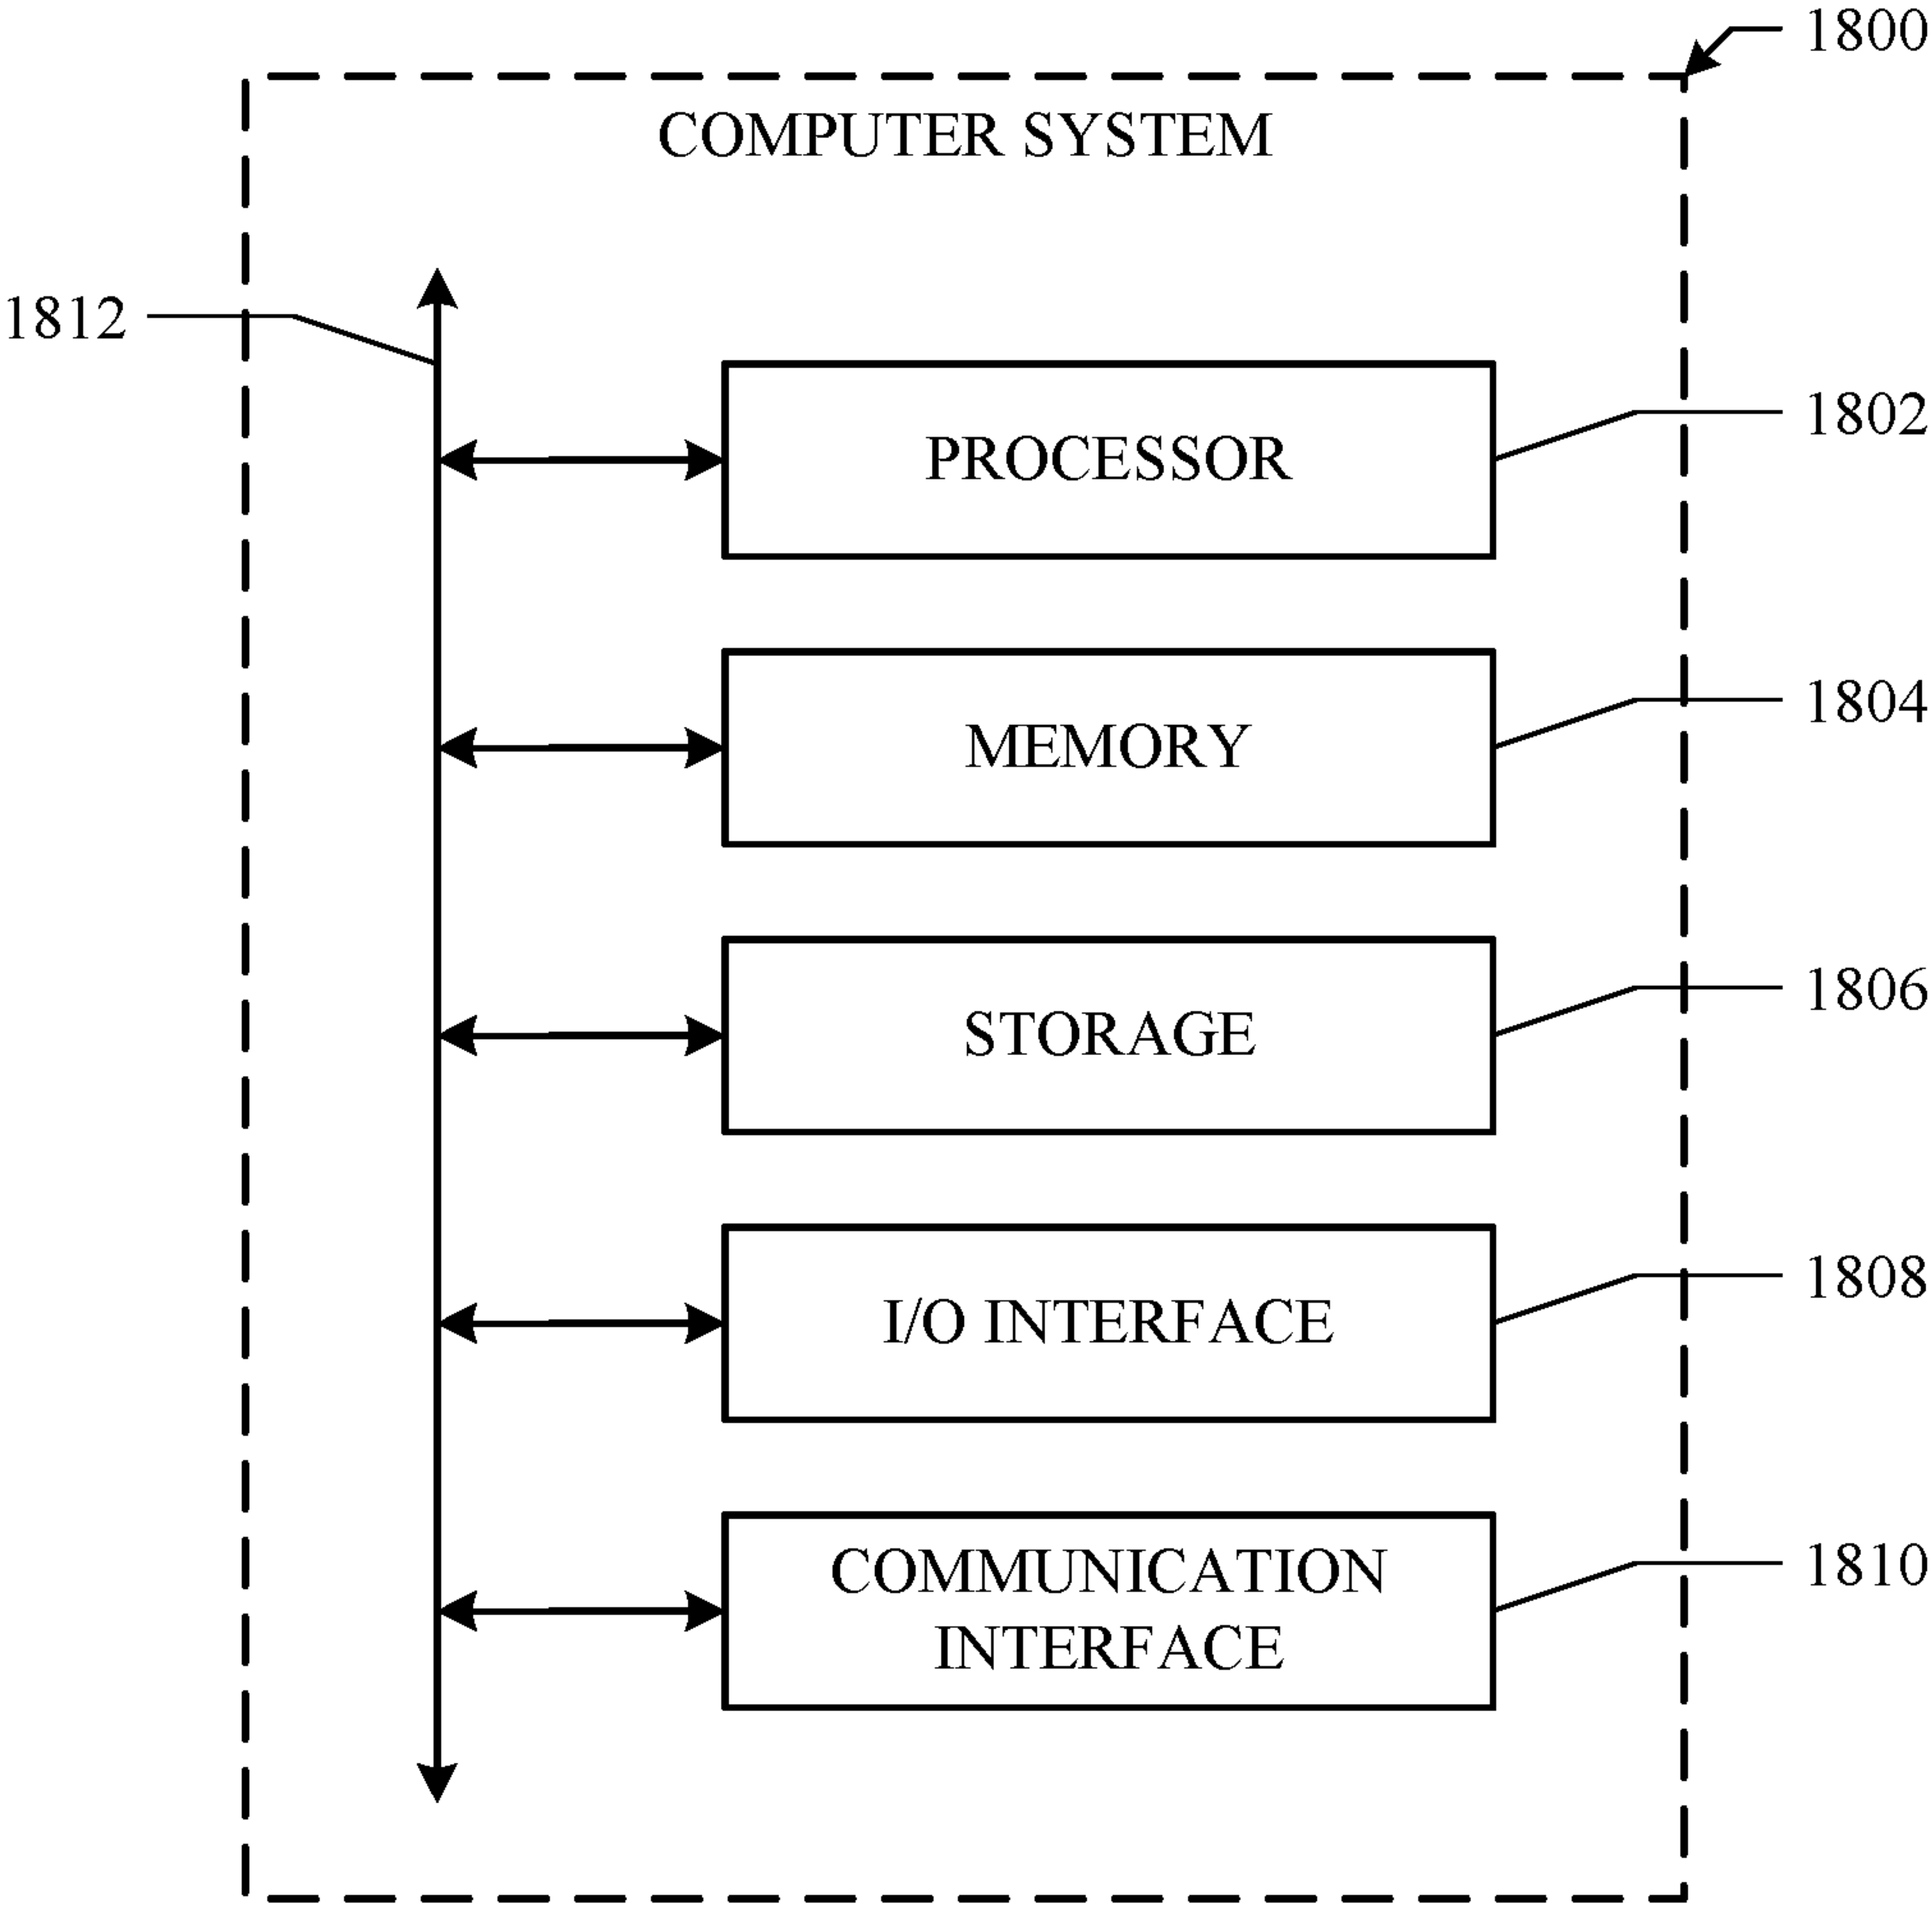 1800
COMPUTER SYSTEM
1812
PROCESSOR
1802
MEMORY
1804
STORAGE
1806
I/O INTERFACE
1808
COMMUNICATION
INTERFACE
1810